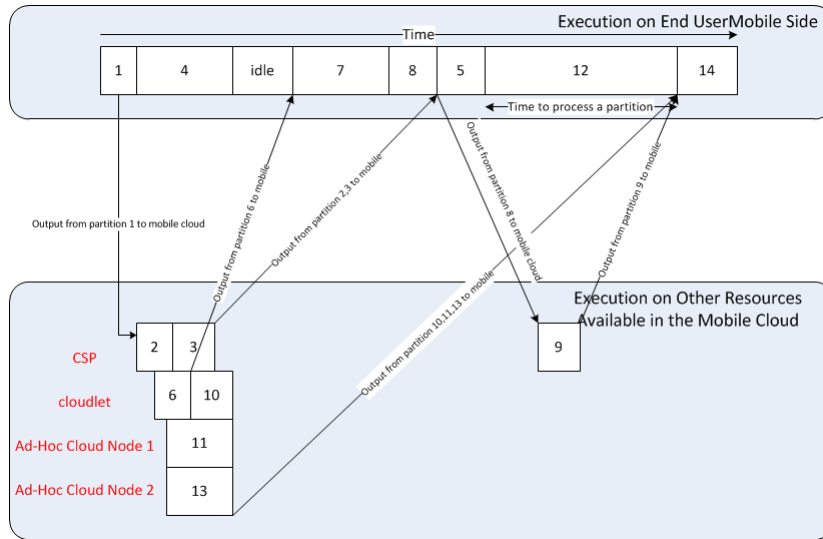 Execution on End UserMobile Side
Time
1
4
idle
7
8
5
12
14
Time to process a partition
Output from partition 1 to mobile cloud
Output from partition 6 to mobile
Output from partition 2,3 to mobile
Output from partition 8 to mobile cloud
Output from partition 9 to mobile
Output from partition 10,11,13 to mobile
Execution on Other Resources
Available in the Mobile Cloud
2
3
9
CSP
6
10
cloudlet
11
Ad-Hoc Cloud Node 1
13
Ad-Hoc Cloud Node 2